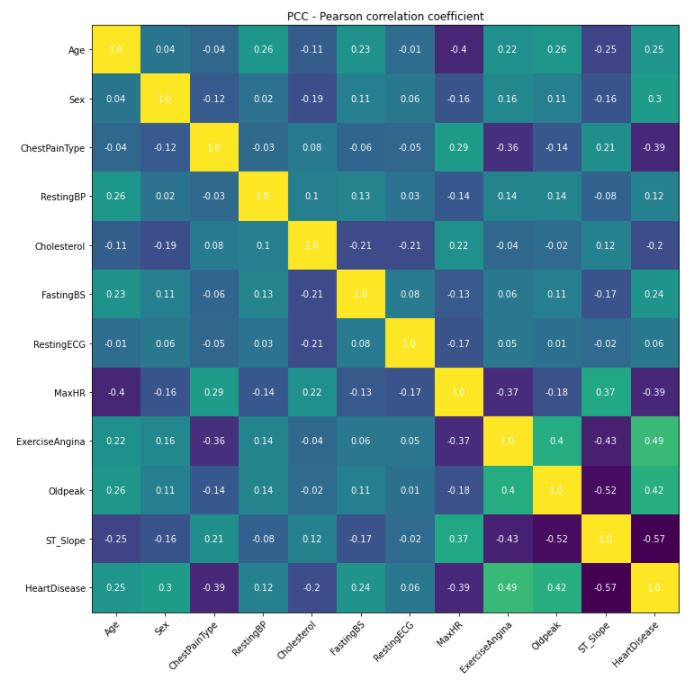 PCC - Pearson correlation coefficient
Age 1.0 0.04 -0.04 0.26 -0.11 0.23 -0.01 -0.4 0.22 0.26 -0.25 0.25
Sex 0.04 1.0 -0.12 0.02 -0.19 0.11 0.06 -0.16 0.16 0.11 -0.16 0.3
ChestPainType -0.04 -0.12 1.0 -0.03 0.08 -0.06 -0.05 0.29 -0.36 -0.14 0.21 -0.39
RestingBP 0.26 0.02 -0.03 1.0 0.1 0.13 0.03 -0.14 0.14 0.14 -0.08 0.12
Cholesterol -0.11 -0.19 0.08 0.1 1.0 -0.21 -0.21 0.22 -0.04 -0.02 0.12 -0.2
FastingBS 0.23 0.11 -0.06 0.13 -0.21 1.0 0.08 -0.13 0.06 0.11 -0.17 0.24
RestingECG -0.01 0.06 -0.05 0.03 -0.21 0.08 1.0 -0.17 0.05 0.01 -0.02 0.06
MaxHR -0.4 -0.16 0.29 -0.14 0.22 -0.13 -0.17 1.0 -0.37 -0.18 0.37 -0.39
ExerciseAngina 0.22 0.16 -0.36 0.14 -0.04 0.06 0.05 -0.37 1.0 0.4 -0.43 0.49
Oldpeak 0.26 0.11 -0.14 0.14 -0.02 0.11 0.01 -0.18 0.4 1.0 -0.52 0.42
ST_Slope -0.25 -0.16 0.21 -0.08 0.12 -0.17 -0.02 0.37 -0.43 -0.52 1.0 -0.57
HeartDisease 0.25 0.3 -0.39 0.12 -0.2 0.24 0.06 -0.39 0.49 0.42 -0.57 1.0
Age Sex ChestPainType RestingBP Cholesterol FastingBS RestingECG MaxHR ExerciseAngina Oldpeak ST_Slope HeartDisease